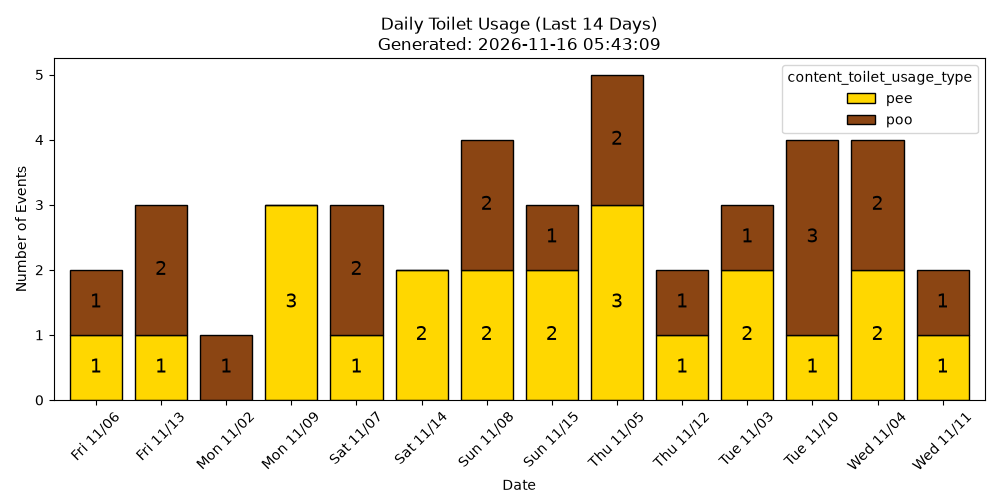 Daily Toilet Usage (Last 14 Days)
Generated: 2026-11-16 05:43:09
content_toilet_usage_type
pee
poo
Number of Events
5
4
3
2
1
0
1
2
1
3
2
2
2
1
2
1
1
3
2
1
1
1
1
3
1
2
2
2
3
1
2
1
2
1
Fri 11/06
Fri 11/13
Mon 11/02
Mon 11/09
Sat 11/07
Sat 11/14
Sun 11/08
Sun 11/15
Thu 11/05
Thu 11/12
Tue 11/03
Tue 11/10
Wed 11/04
Wed 11/11
Date